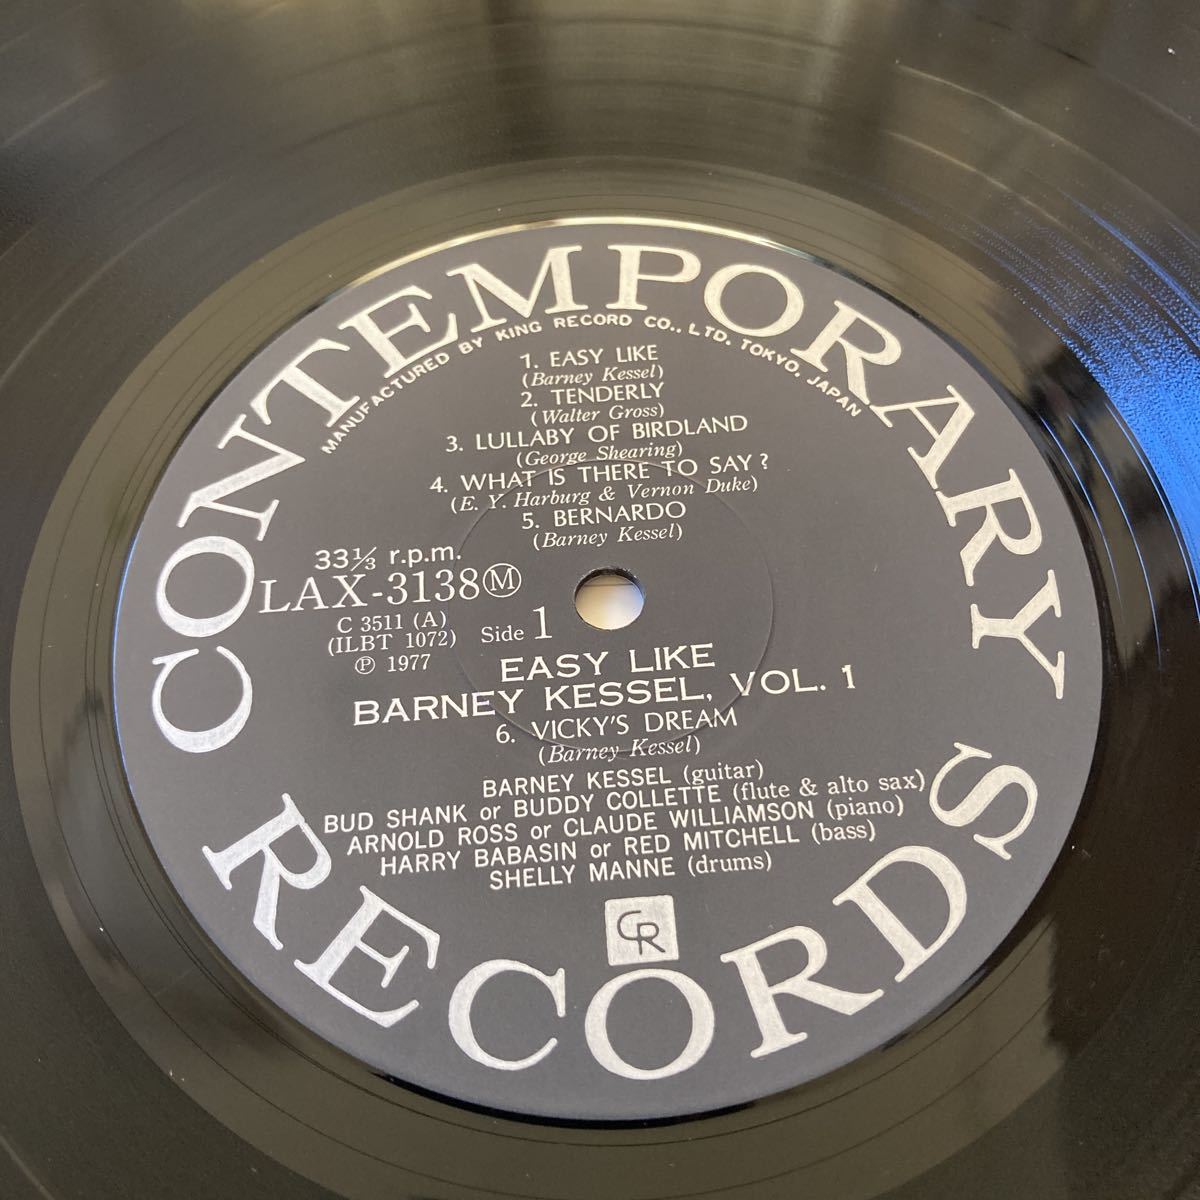 CONTEMPORARY
MANUFACTURED BY KING RECORD CO., LTD. TOKYO. JAPAN
1. EASY LIKE
(Barney Kessel)
2. TENDERLY
(Walter Gross)
3. LULLABY OF BIRDLAND
(George Shearing)
4. WHAT IS THERE TO SAY?
(E. Y. Harburg & Vernon Duke)
5. BERNARDO
(Barney Kessel)
33⅓ r.p.m.
LAX-3138Ⓜ
C 3511 (A)
(ILBT 1072)
Ⓟ 1977
Side 1
EASY LIKE
BARNEY KESSEL, VOL. 1
6. VICKY'S DREAM
(Barney Kessel)
BARNEY KESSEL (guitar)
BUD SHANK or BUDDY COLLETTE (flute & alto sax)
ARNOLD ROSS or CLAUDE WILLIAMSON (piano)
HARRY BABASIN or RED MITCHELL (bass)
SHELLY MANNE (drums)
CR
RECORDS